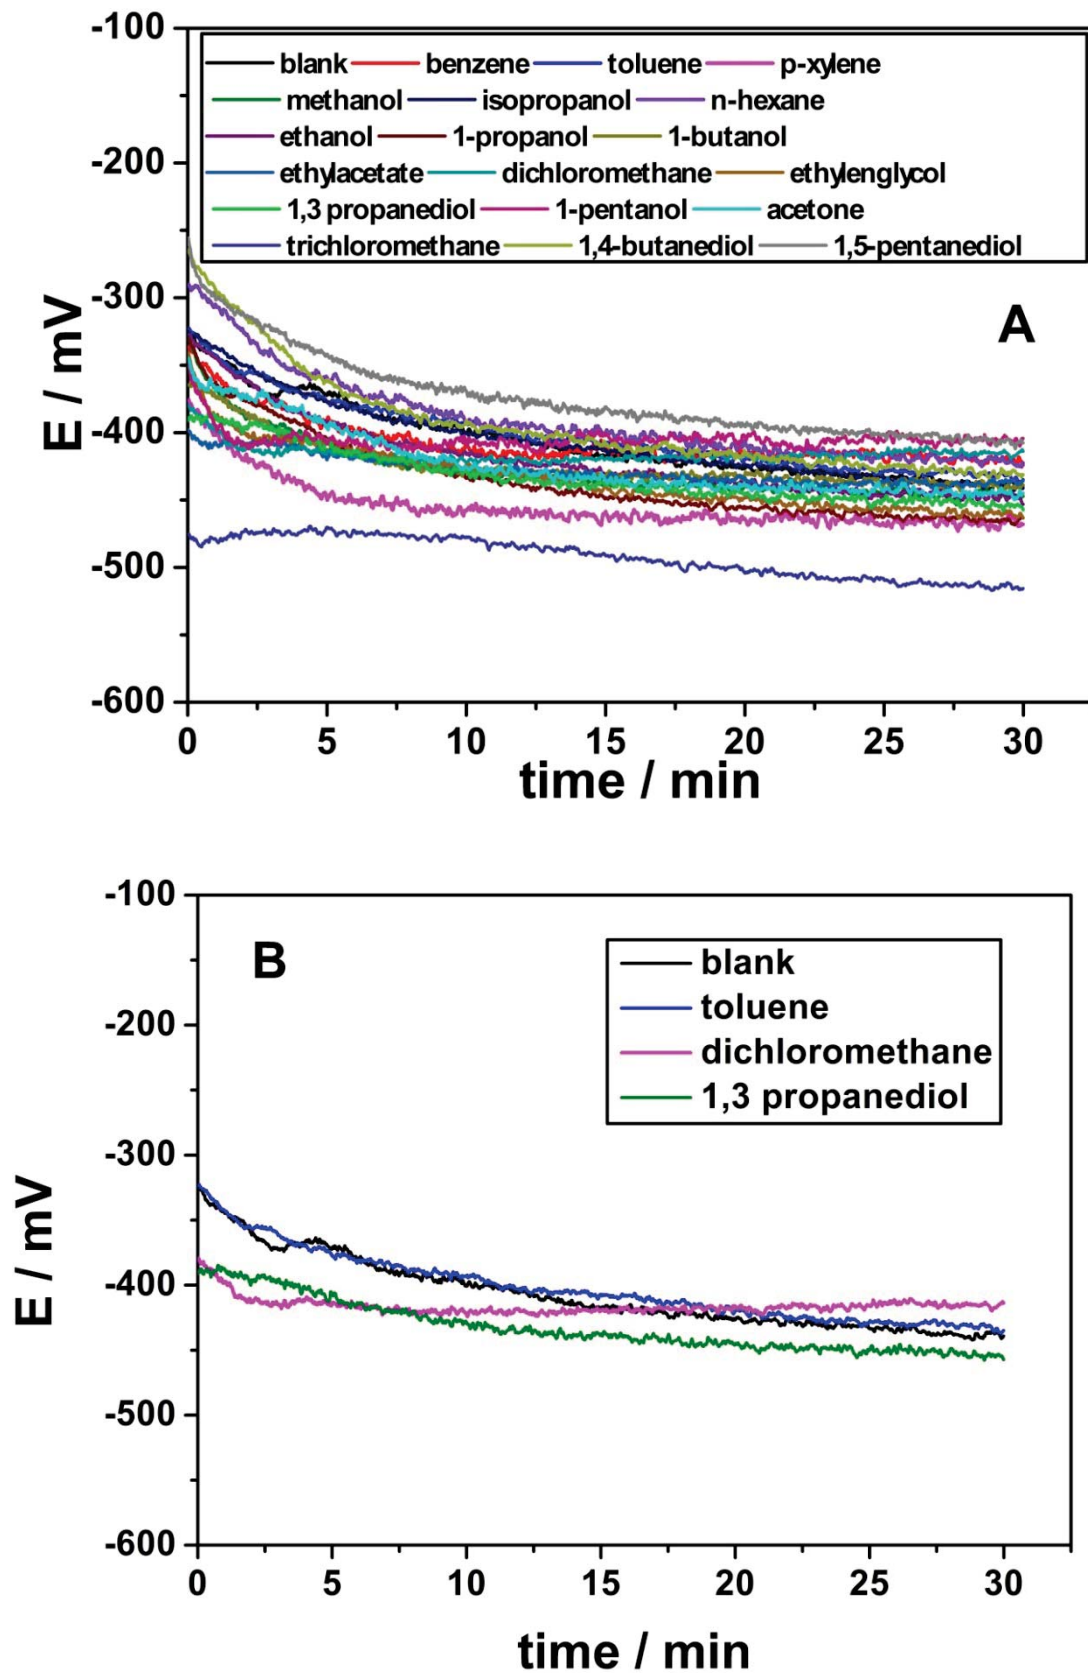 -100
blank benzene toluene p-xylene
methanol isopropanol n-hexane
ethanol 1-propanol 1-butanol
-200
ethylacetate dichloromethane ethylenglycol
1,3 propanediol 1-pentanol acetone
trichloromethane 1,4-butanediol 1,5-pentanediol
-300
A
E / mV
-400
-500
-600
0 5 10 15 20 25 30
time / min
-100
B
blank
toluene
dichloromethane
1,3 propanediol
-200
-300
E / mV
-400
-500
-600
0 5 10 15 20 25 30
time / min